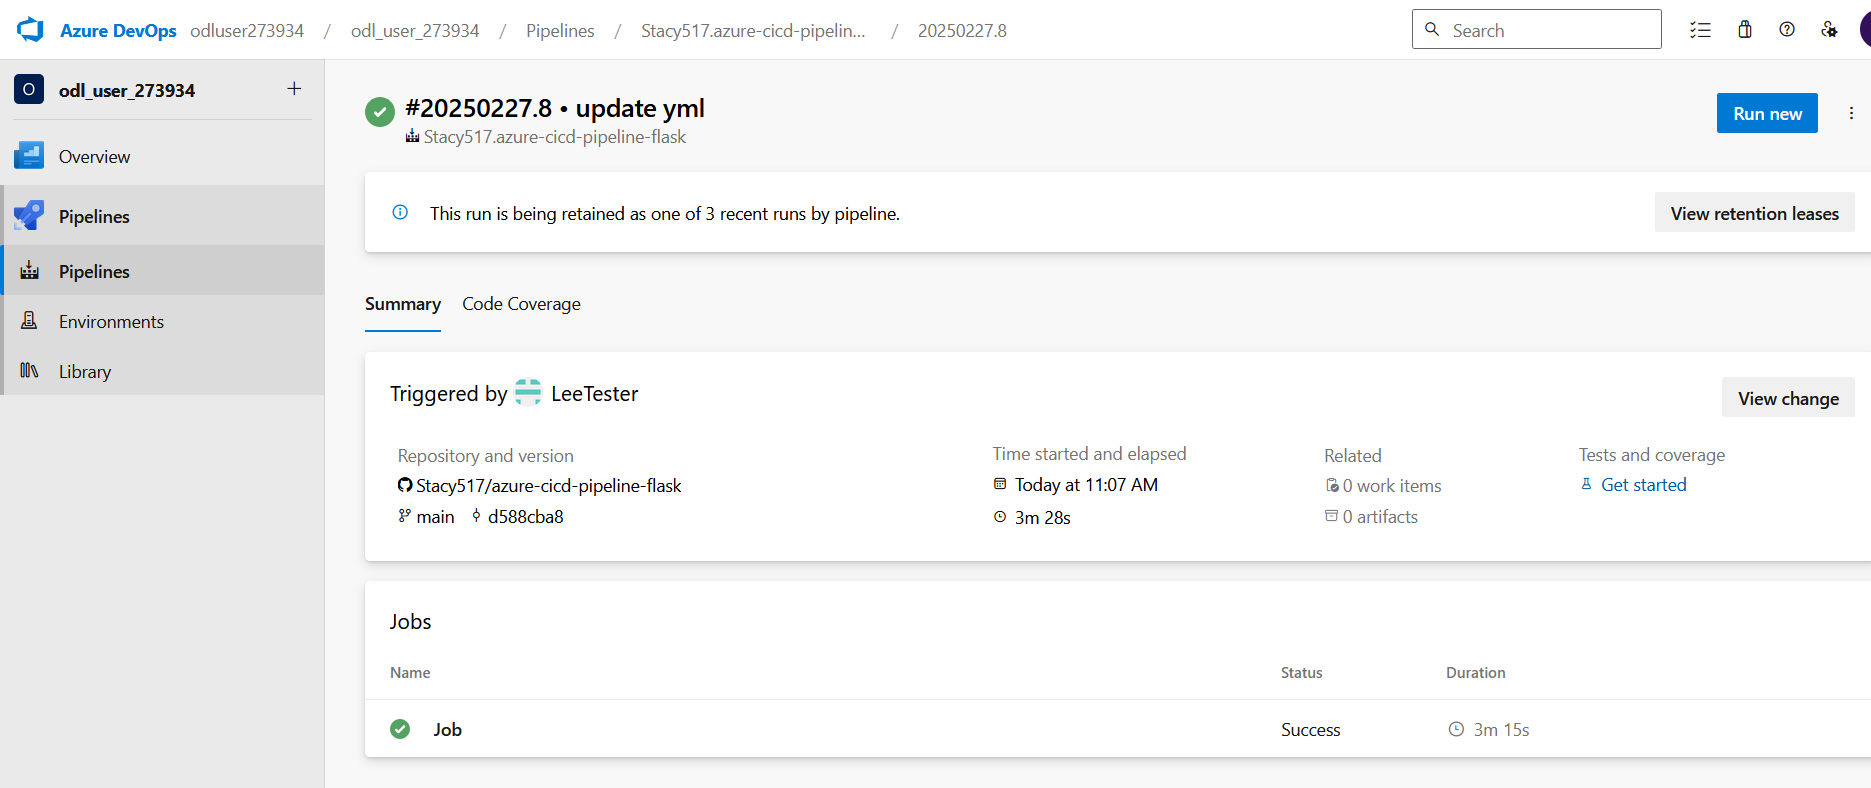 Azure DevOps odluser273934 / odl_user_273934 / Pipelines / Stacy517.azure-cicd-pipelin... / 20250227.8
Search
O odl_user_273934 +
Overview
Pipelines
Pipelines
Environments
Library
#20250227.8 • update yml
Stacy517.azure-cicd-pipeline-flask
Run new
This run is being retained as one of 3 recent runs by pipeline.
View retention leases
Summary Code Coverage
Triggered by LeeTester
View change
Repository and version
Stacy517/azure-cicd-pipeline-flask
main d588cba8
Time started and elapsed
Today at 11:07 AM
3m 28s
Related
0 work items
0 artifacts
Tests and coverage
Get started
Jobs
Name Status Duration
Job Success 3m 15s